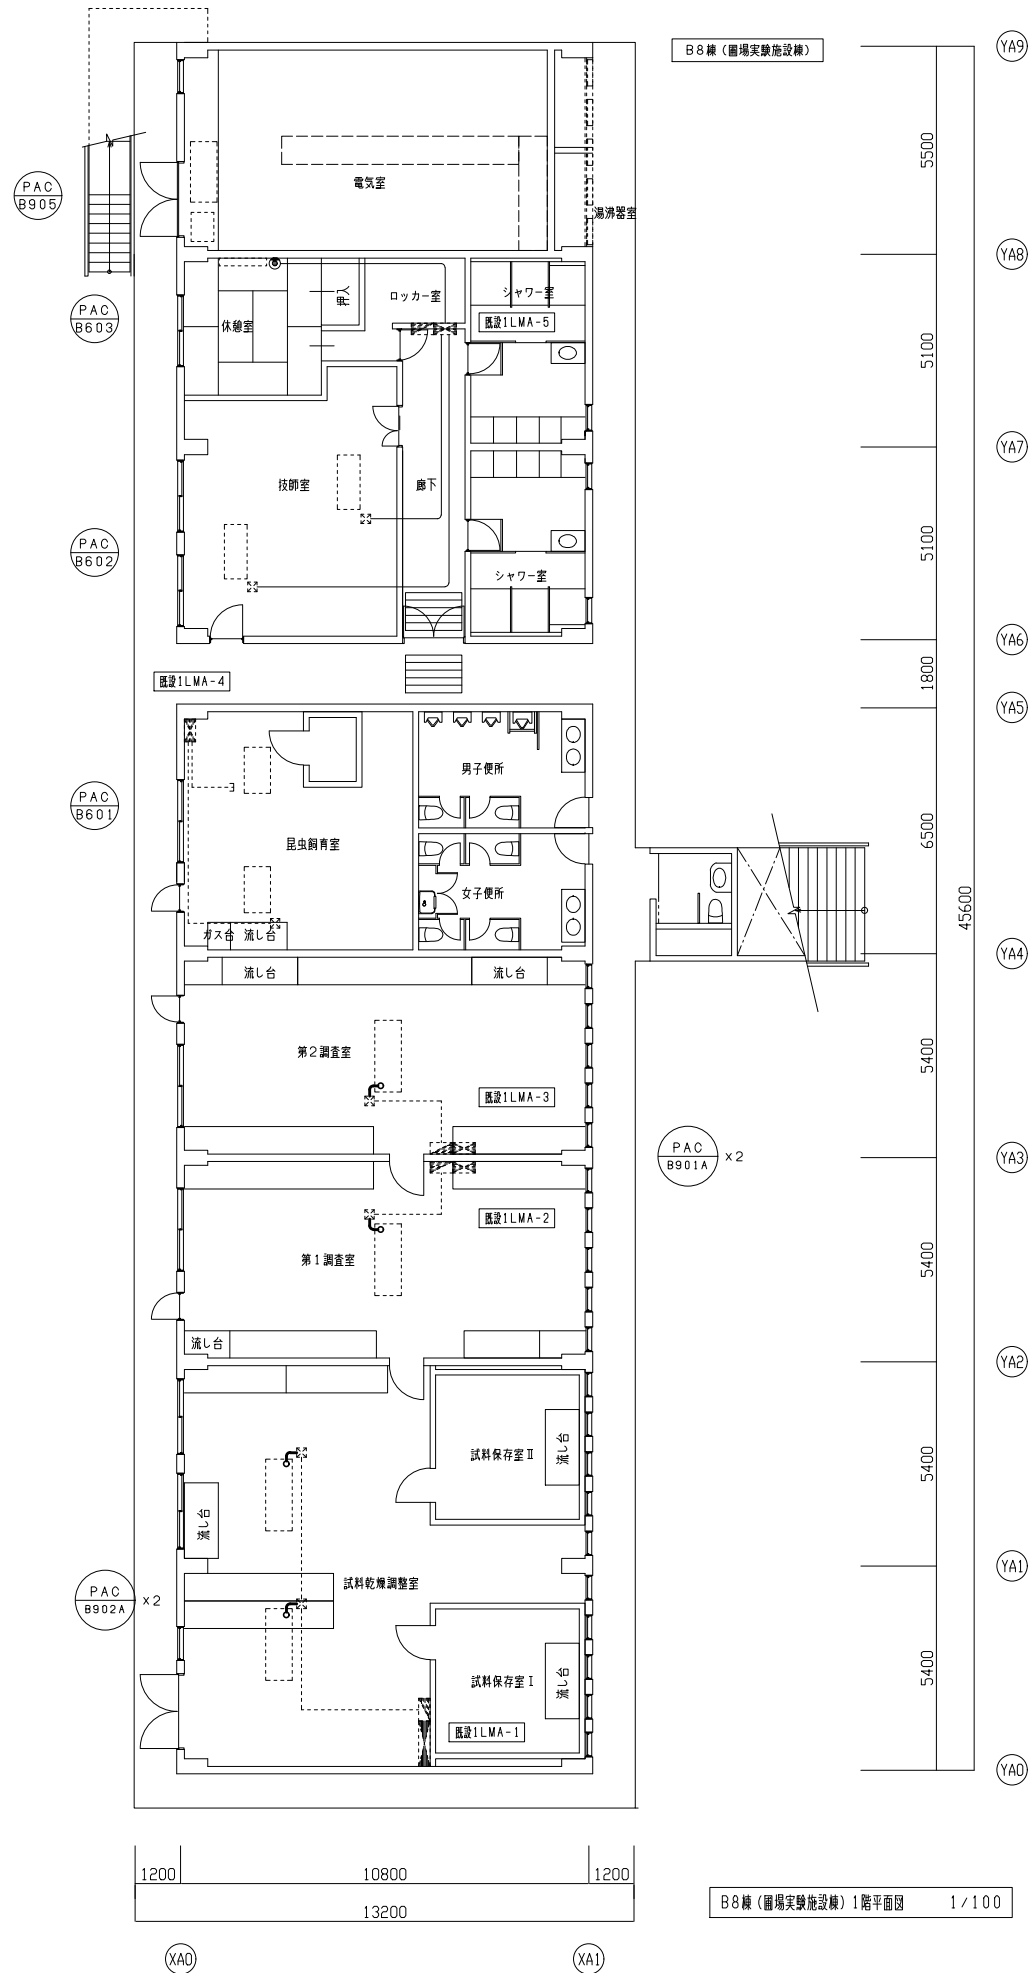 B8棟（圃場実験施設棟）
YA9
5500
PAC
B905
電気室
湯沸器室
YA8
PAC
B603
休憩室
押入
ロッカー室
シャワー室
既設1LMA-5
5100
YA7
技師室
廊下
PAC
B602
5100
シャワー室
YA6
既設1LMA-4
1800
YA5
男子便所
PAC
B601
昆虫飼育室
6500
女子便所
45600
ガス台
流し台
YA4
流し台
流し台
第2調査室
5400
既設1LMA-3
PAC
B901A
x2
YA3
既設1LMA-2
第1調査室
5400
流し台
YA2
試料保存室Ⅱ
流し台
5400
流し台
YA1
試料乾燥調整室
PAC
B902A
x2
試料保存室Ⅰ
流し台
5400
既設1LMA-1
YA0
1200
10800
1200
13200
B8棟（圃場実験施設棟）1階平面図 1/100
XA0
XA1